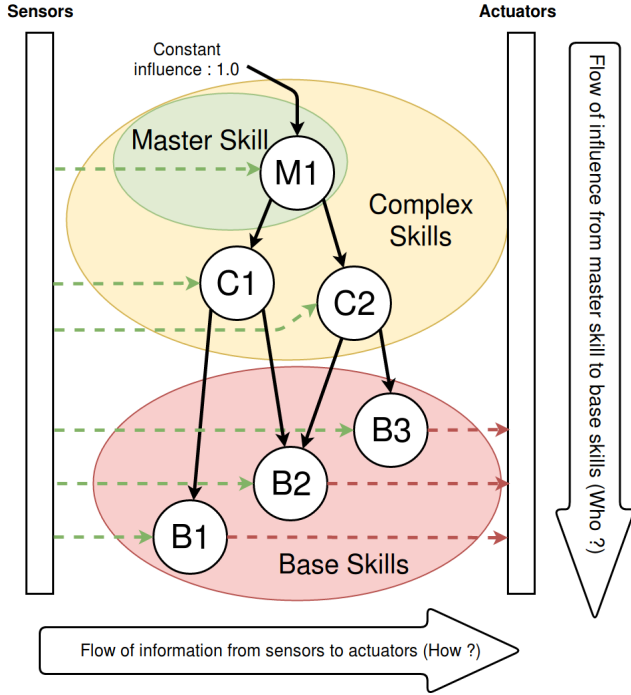 Sensors
Actuators
Constant
influence : 1.0
Master Skill
M1
Complex
Skills
C1
C2
B3
B2
B1
Base Skills
Flow of influence from master skill to base skills (Who ?)
Flow of information from sensors to actuators (How ?)